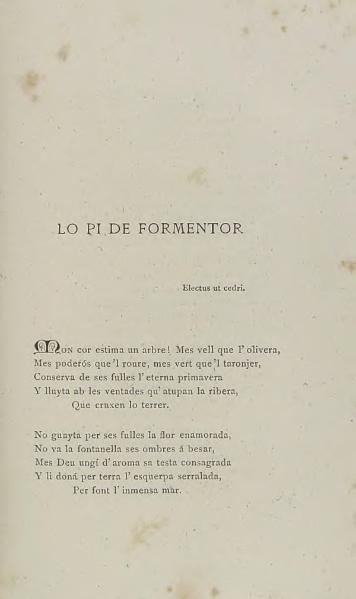 LO PI DE FORMENTOR
Electus ut cedri.
Mon cor estima un arbre! Mes vell que l' olivera,
Mes poderós que 'l roure, mes vert que 'l taronjer,
Conserva de ses fulles l' eterna primavera
Y lluyta ab les ventades qu' atupan la ribera,
Que cruxen lo terrer.
No guayta per ses fulles la flor enamorada,
No va la fontanella ses ombres á besar,
Mes Deu ungí d' aroma sa testa consagrada
Y li doná per terra l' esquerpa serralada,
Per font l' inmensa mar.